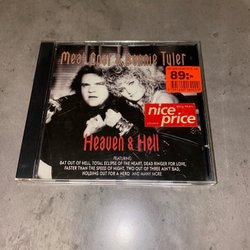 Meat Loaf & Bonnie Tyler
89:-
nice
price
Heaven & Hell
FEATURING
BAT OUT OF HELL, TOTAL ECLIPSE OF THE HEART, DEAD RINGER FOR LOVE,
FASTER THAN THE SPEED OF NIGHT, TWO OUT OF THREE AIN'T BAD,
HOLDING OUT FOR A HERO AND MANY MORE